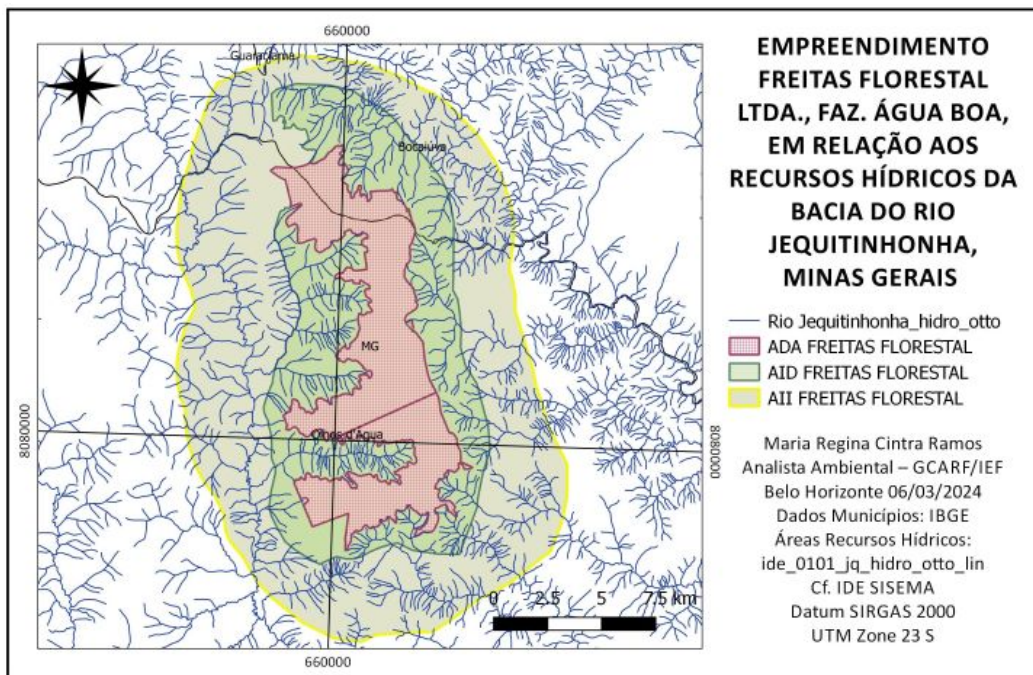 660000
Guaraciama
Bocaiúva
MG
Olhos d'Água
8080000
8080000
0 2.5 5 7.5 km
660000
EMPREENDIMENTO
FREITAS FLORESTAL
LTDA., FAZ. ÁGUA BOA,
EM RELAÇÃO AOS
RECURSOS HÍDRICOS DA
BACIA DO RIO
JEQUITINHONHA,
MINAS GERAIS
Rio Jequitinhonha_hidro_otto
ADA FREITAS FLORESTAL
AID FREITAS FLORESTAL
AII FREITAS FLORESTAL
Maria Regina Cintra Ramos
Analista Ambiental – GCARF/IEF
Belo Horizonte 06/03/2024
Dados Municípios: IBGE
Áreas Recursos Hídricos:
ide_0101_jq_hidro_otto_lin
Cf. IDE SISEMA
Datum SIRGAS 2000
UTM Zone 23 S